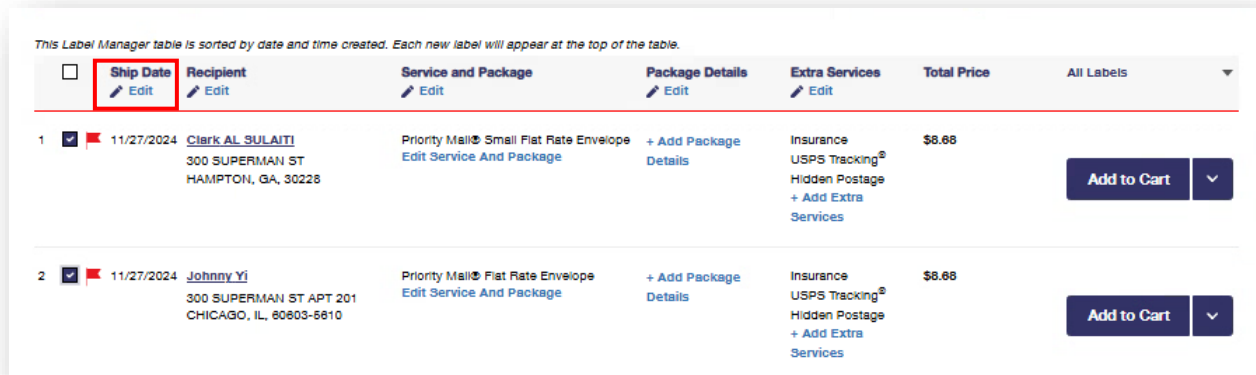 This Label Manager table is sorted by date and time created. Each new label will appear at the top of the table.
Ship Date Recipient Service and Package Package Details Extra Services Total Price All Labels
Edit Edit Edit Edit Edit
1 11/27/2024 Clark AL SULAITI Priority Mail® Small Flat Rate Envelope + Add Package Insurance $8.68
300 SUPERMAN ST Edit Service And Package Details USPS Tracking®
HAMPTON, GA, 30228 Hidden Postage Add to Cart
+ Add Extra
Services
2 11/27/2024 Johnny Yi Priority Mail® Flat Rate Envelope + Add Package Insurance $8.68
300 SUPERMAN ST APT 201 Edit Service And Package Details USPS Tracking®
CHICAGO, IL, 60603-5610 Hidden Postage Add to Cart
+ Add Extra
Services